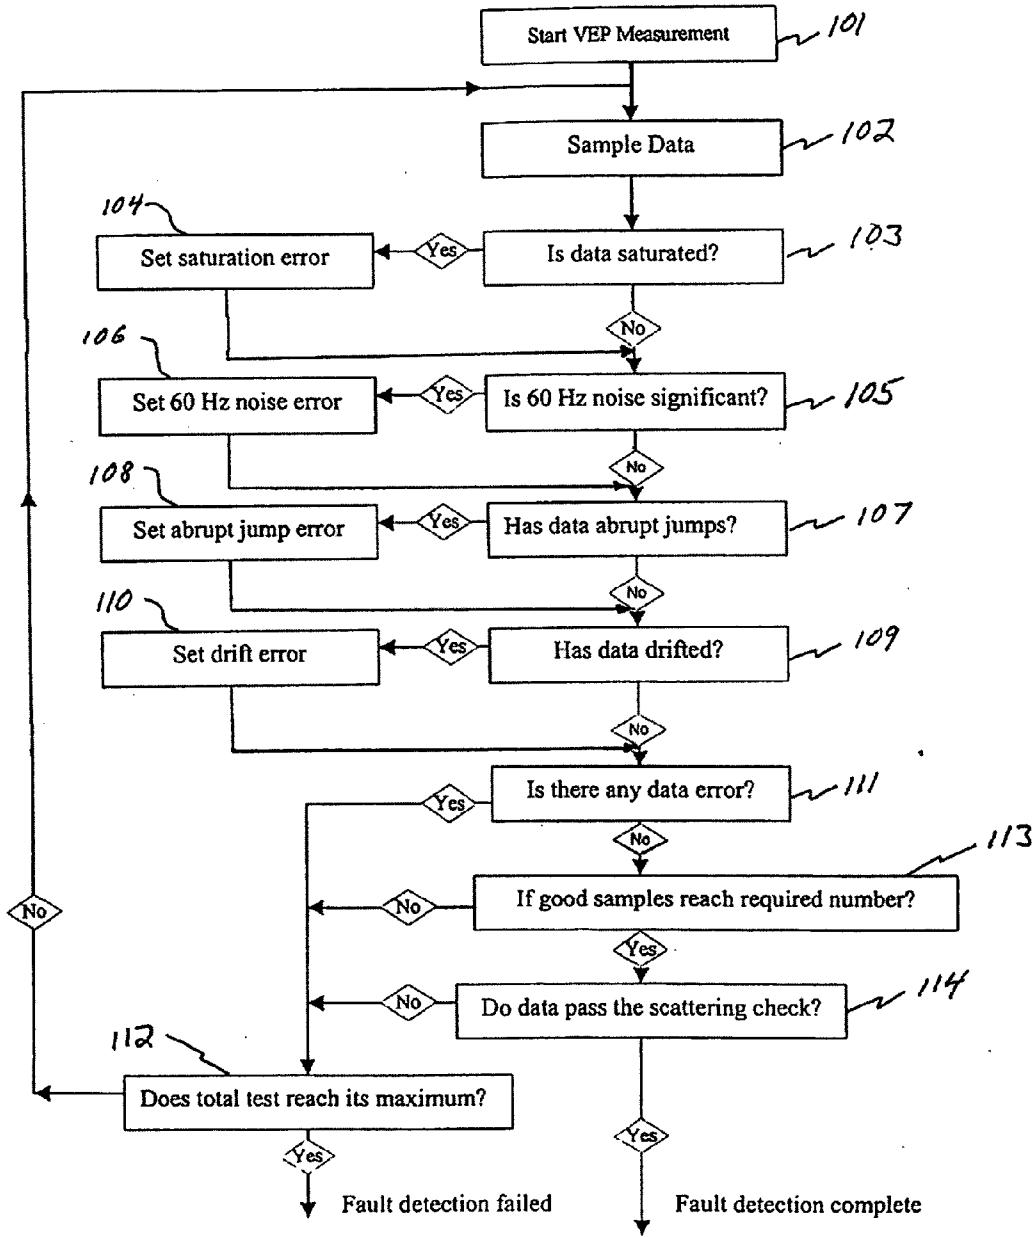 Start VEP Measurement
101
Sample Data
102
104
Set saturation error
Yes
Is data saturated?
103
No
106
Set 60 Hz noise error
Yes
Is 60 Hz noise significant?
105
No
108
Set abrupt jump error
Yes
Has data abrupt jumps?
107
No
110
Set drift error
Yes
Has data drifted?
109
No
Is there any data error?
111
Yes
No
113
If good samples reach required number?
No
No
Yes
114
Do data pass the scattering check?
No
112
Does total test reach its maximum?
Yes
Yes
Fault detection failed
Fault detection complete